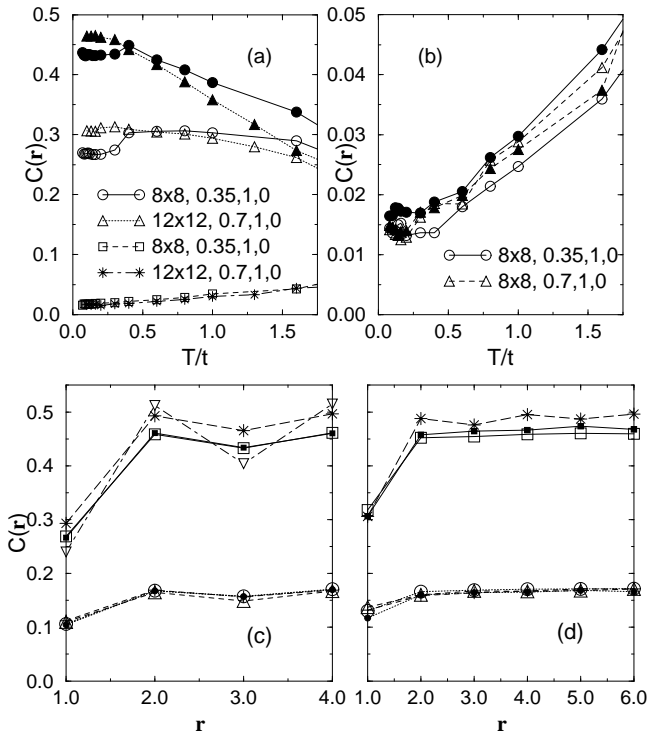 (a)
C(r)
0.5
0.4
0.3
0.2
0.1
0.0
8x8, 0.35,1,0
12x12, 0.7,1,0
8x8, 0.35,1,0
12x12, 0.7,1,0
0.0 0.5 1.0 1.5
T/t
(b)
C(r)
0.05
0.04
0.03
0.02
0.01
0.00
8x8, 0.35,1,0
8x8, 0.7,1,0
0.0 0.5 1.0 1.5
T/t
C(r)
0.5
0.4
0.3
0.2
0.1
0.0
(c)
1.0 2.0 3.0 4.0
r
(d)
1.0 2.0 3.0 4.0 5.0 6.0
r